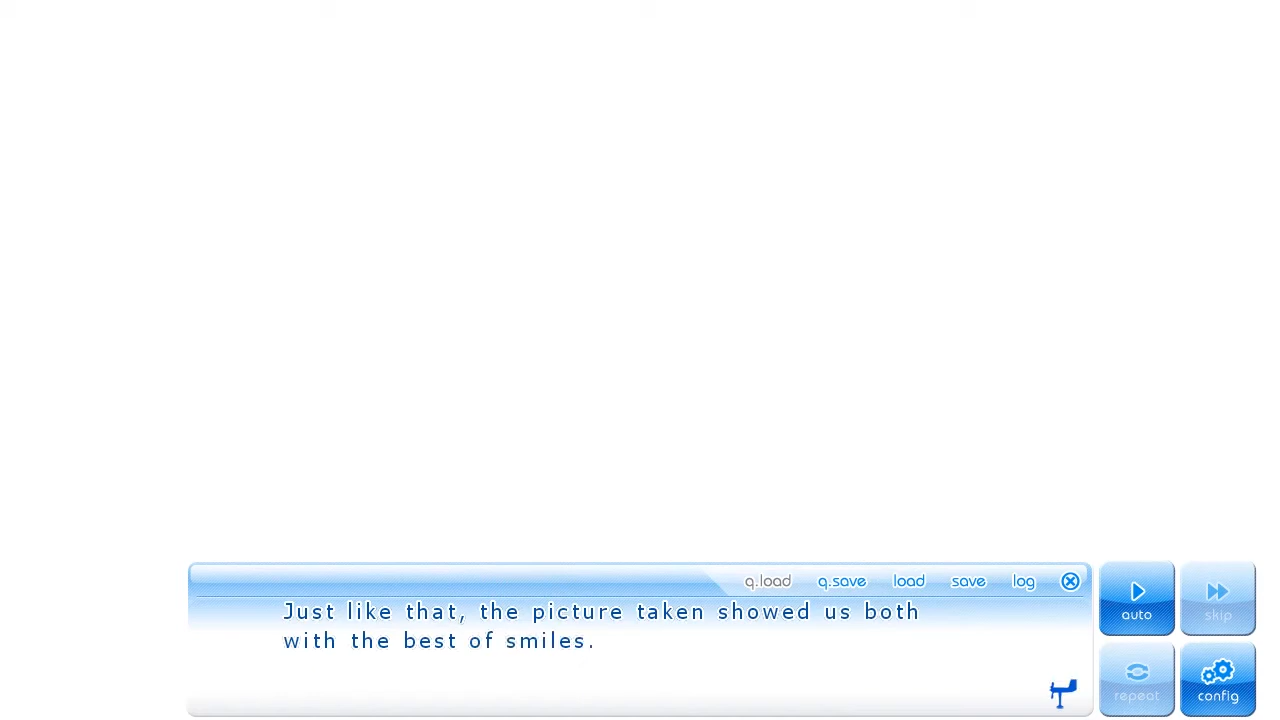 q.load q.save load save log
Just like that, the picture taken showed us both
with the best of smiles.
auto
skip
repeat
config